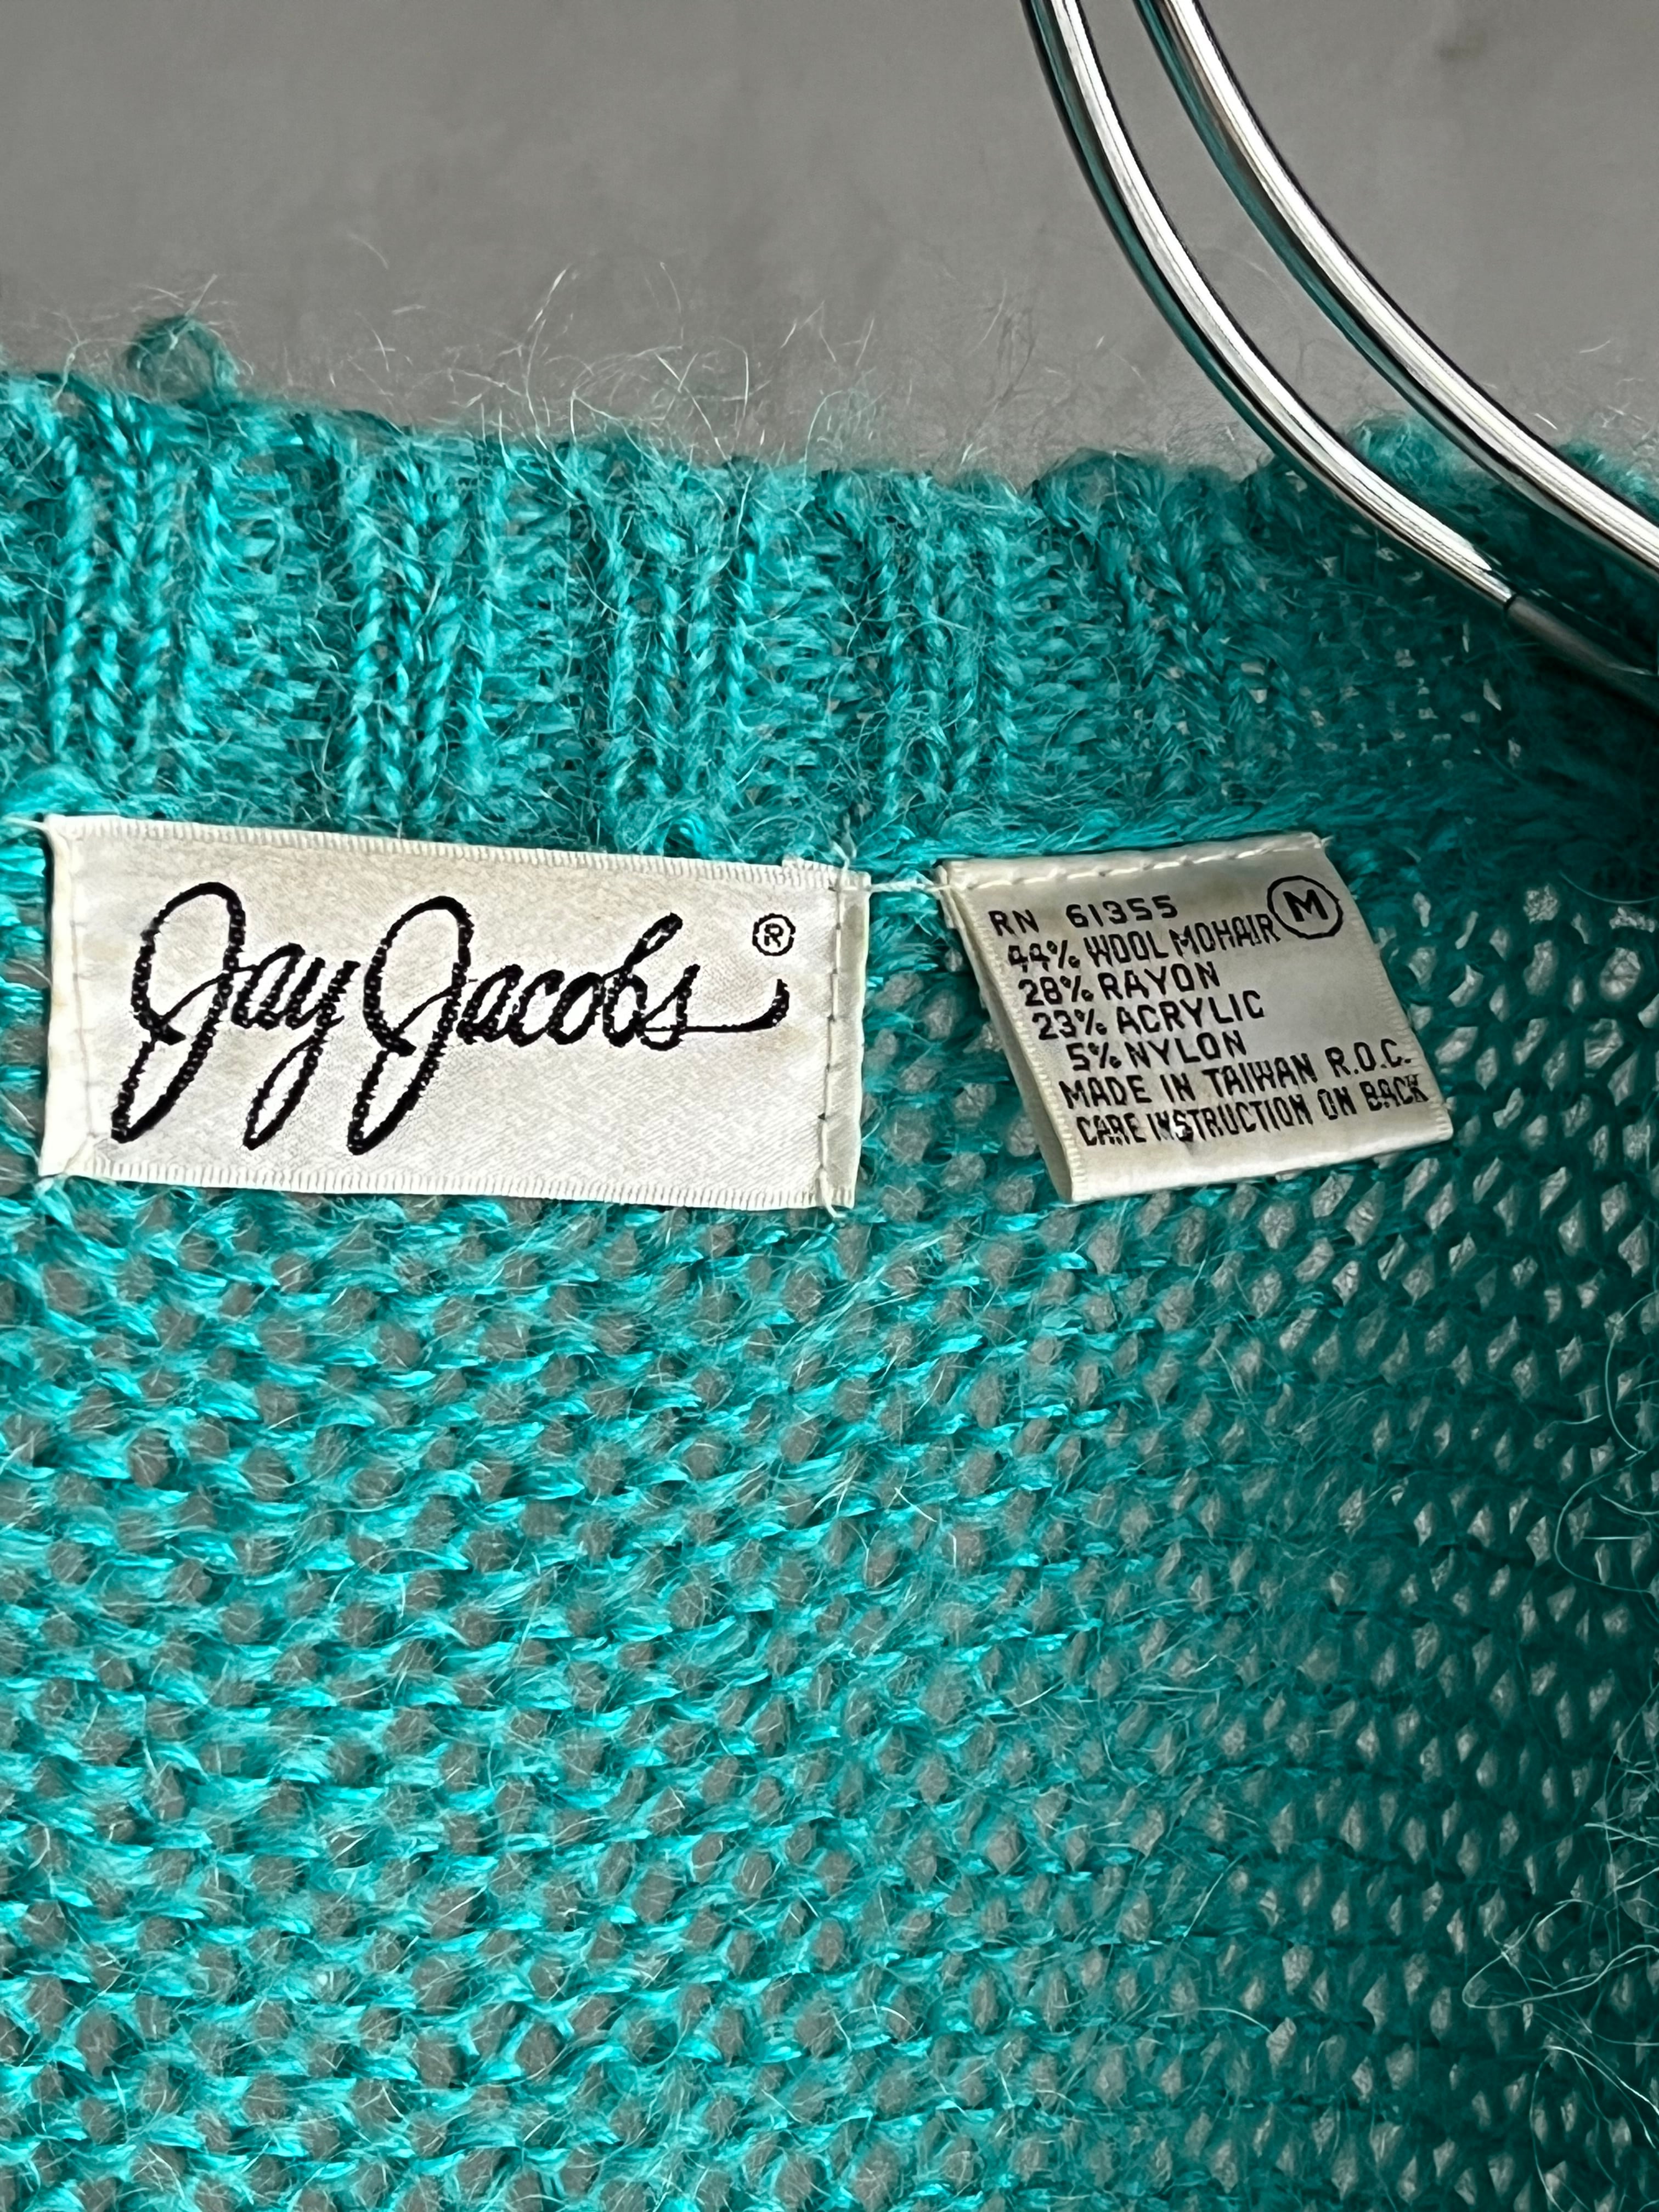 Jay Jacobs ®
RN 61355 M
44% WOOL MOHAIR
28% RAYON
23% ACRYLIC
5% NYLON
MADE IN TAIWAN R.O.C.
CARE INSTRUCTION ON BACK